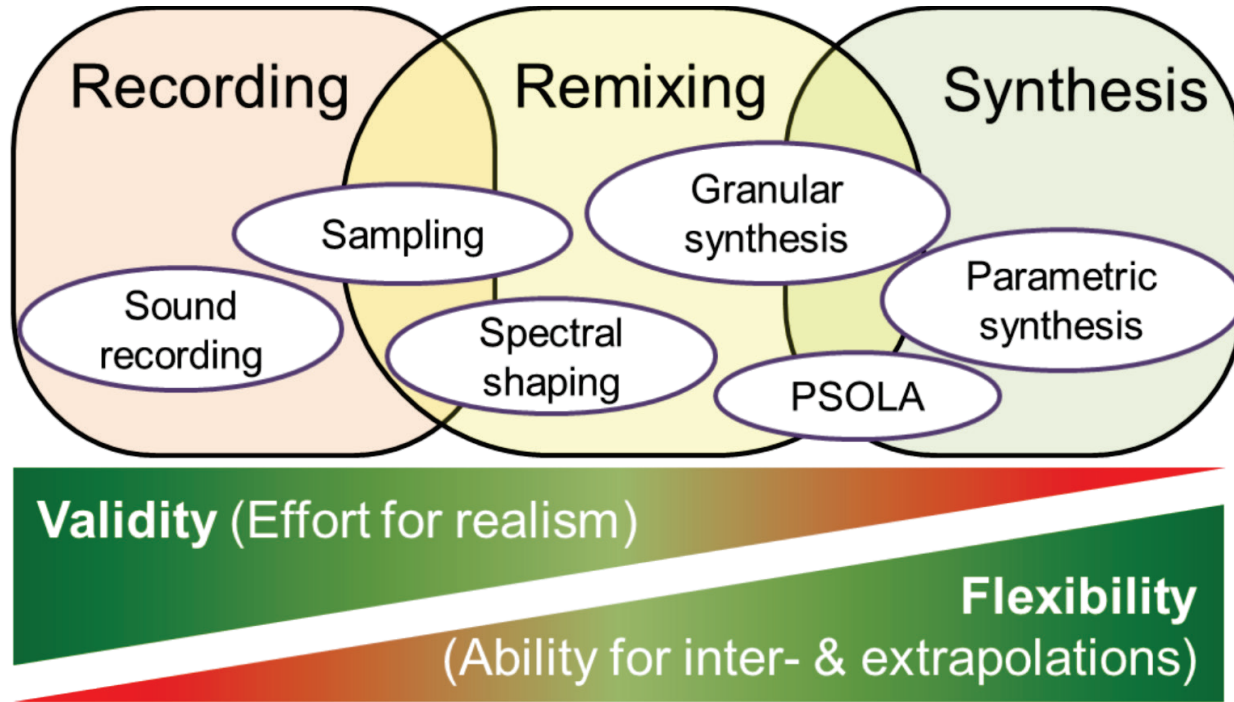 Recording
Remixing
Synthesis
Sampling
Granular
synthesis
Sound
recording
Spectral
shaping
Parametric
synthesis
PSOLA
Validity (Effort for realism)
Flexibility
(Ability for inter- & extrapolations)